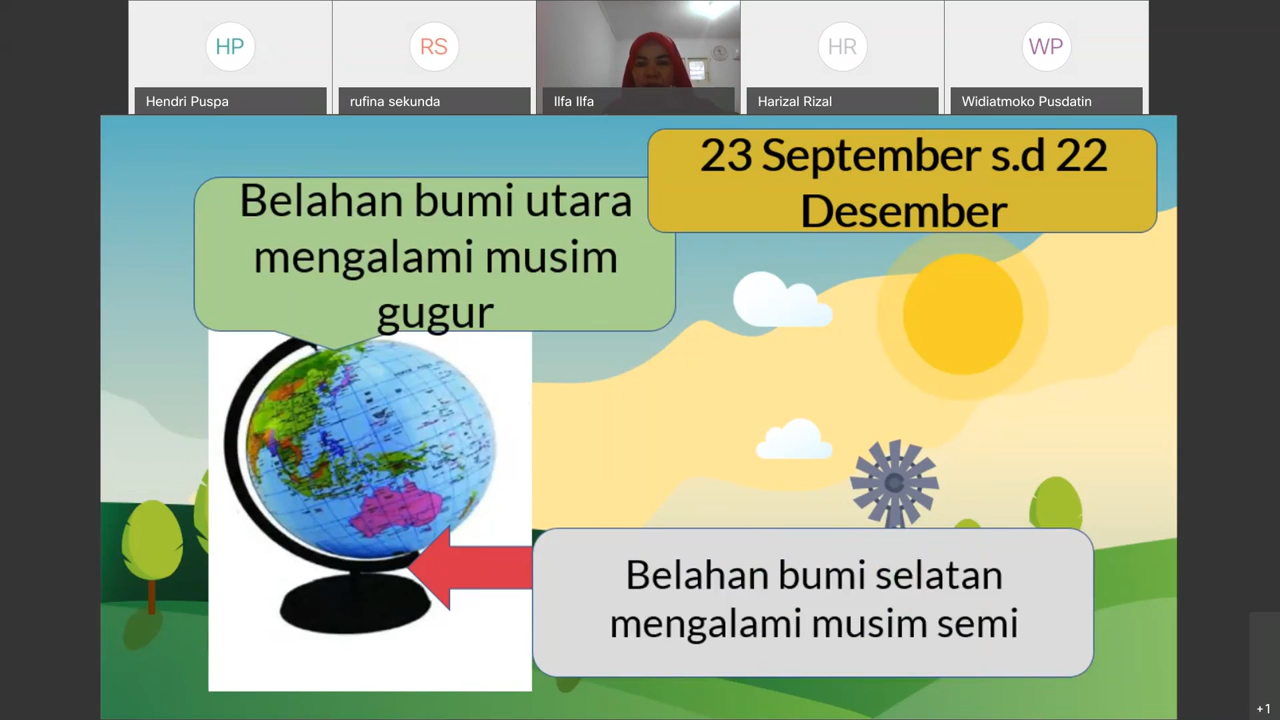 HP
RS
HR
WP
Hendri Puspa
rufina sekunda
Ilfa Ilfa
Harizal Rizal
Widiatmoko Pusdatin
23 September s.d 22
Desember
Belahan bumi utara
mengalami musim
gugur
Belahan bumi selatan
mengalami musim semi
+1